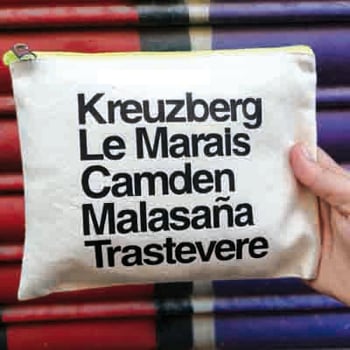 Kreuzberg
Le Marais
Camden
Malasaña
Trastevere